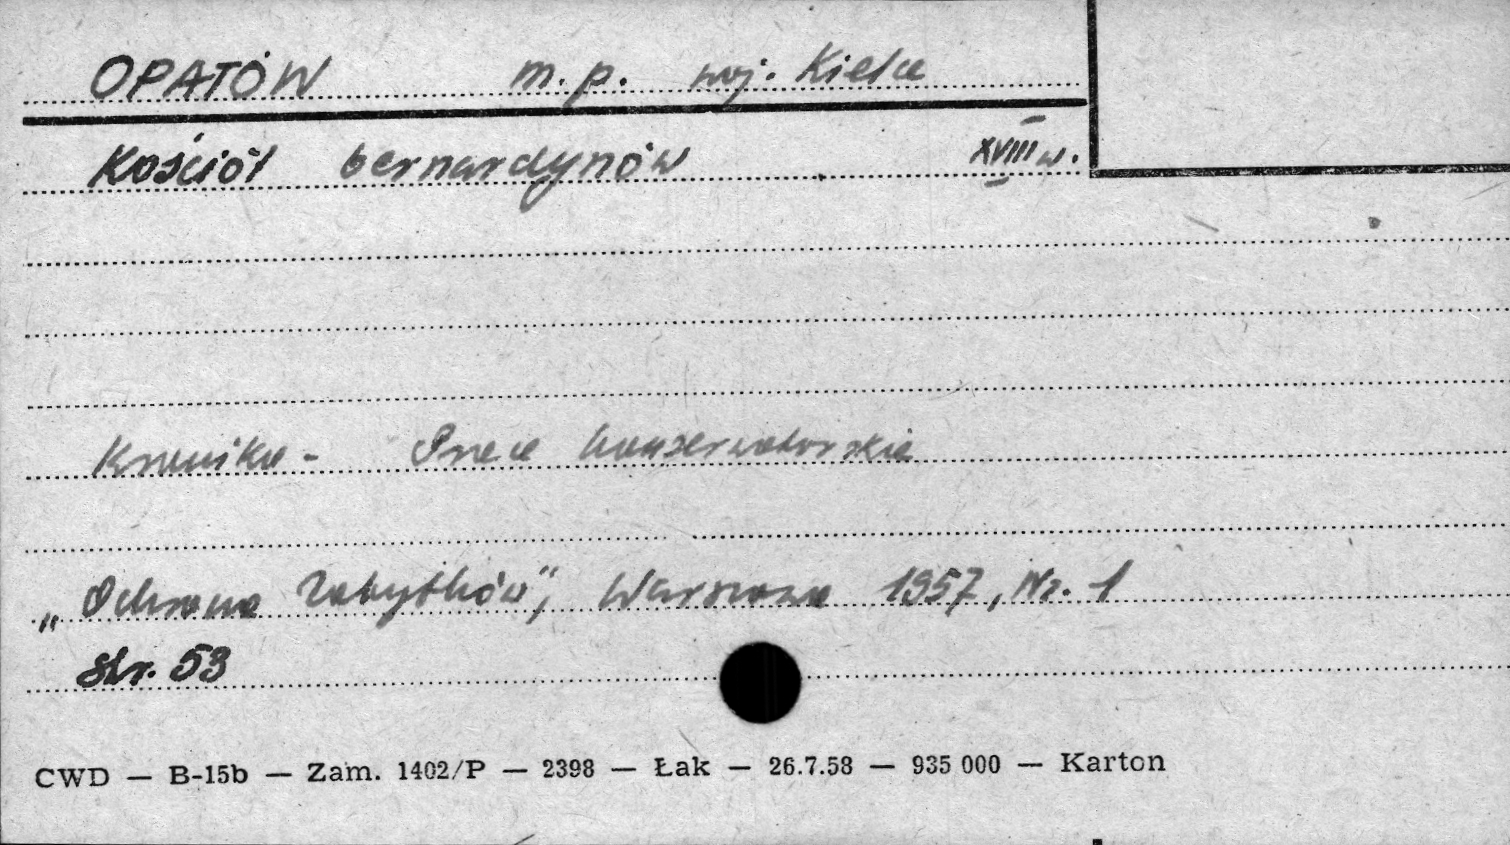 OPATÓW m. p. woj. Kielce
Kościół bernardynów XVIII w.
Kronika - Prace konserwatorskie
„Ochrona Zabytków", Warszawa 1957, Nr. 1
Str. 53
CWD — B-15b — Zam. 1402/P — 2398 — Łak — 26.7.58 — 935 000 — Karton